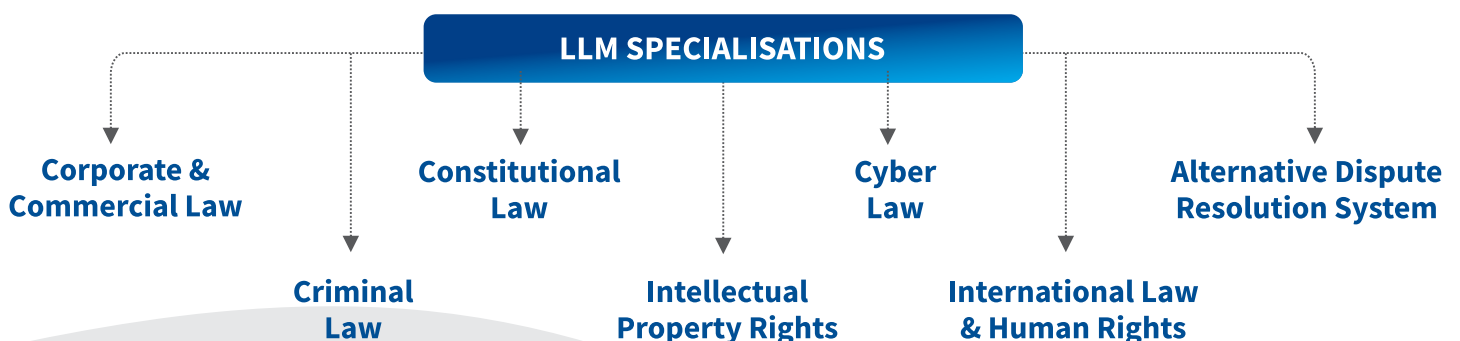 LLM SPECIALISATIONS
Corporate &
Commercial Law
Constitutional
Law
Cyber
Law
Alternative Dispute
Resolution System
Criminal
Law
Intellectual
Property Rights
International Law
& Human Rights